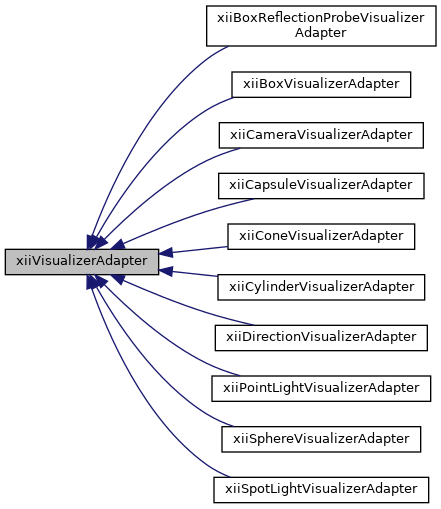 xiiBoxReflectionProbeVisualizer
Adapter
xiiBoxVisualizerAdapter
xiiCameraVisualizerAdapter
xiiCapsuleVisualizerAdapter
xiiConeVisualizerAdapter
xiiVisualizerAdapter
xiiCylinderVisualizerAdapter
xiiDirectionVisualizerAdapter
xiiPointLightVisualizerAdapter
xiiSphereVisualizerAdapter
xiiSpotLightVisualizerAdapter